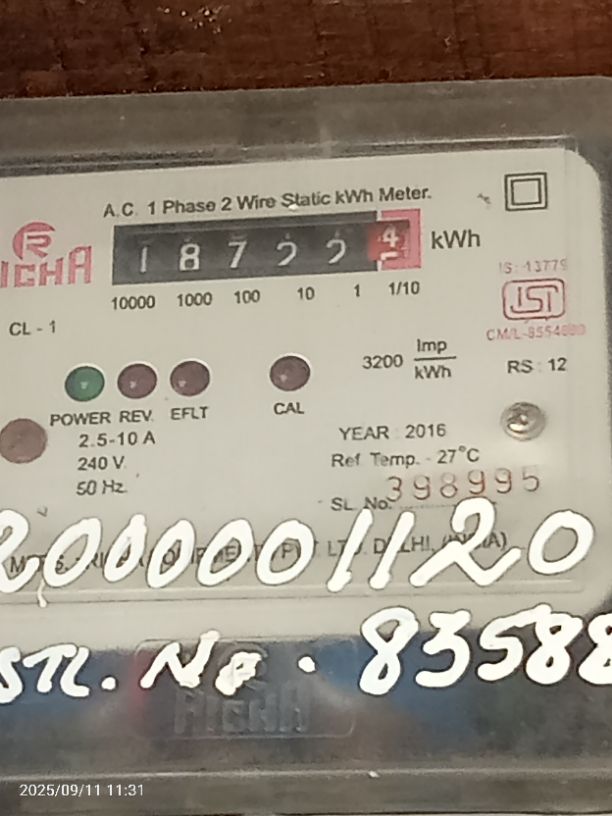 A.C. 1 Phase 2 Wire Static kWh Meter.
1 8 7 2 2 4 kWh
10000 1000 100 10 1 1/10
IS: 13779
CL - 1
3200 Imp/kWh
RS : 12
POWER REV. EFLT CAL
2.5-10 A
240 V.
50 Hz.
YEAR : 2016
Ref Temp. - 27°C
SL. No. 398995
2000001120
STL. No. 83588
2025/09/11 11:31